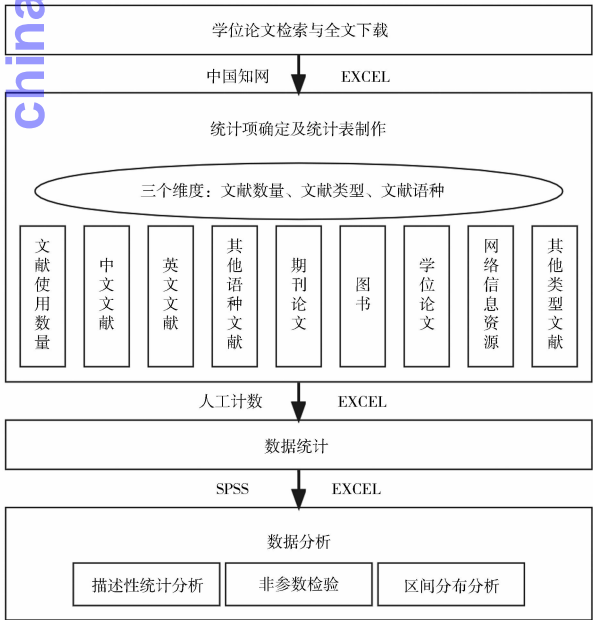 china
学位论文检索与全文下载
中国知网 EXCEL
统计项确定及统计表制作
三个维度：文献数量、文献类型、文献语种
文献使用数量
中文文献
英文文献
其他语种文献
期刊论文
图书
学位论文
网络信息资源
其他类型文献
人工计数 EXCEL
数据统计
SPSS EXCEL
数据分析
描述性统计分析 非参数检验 区间分布分析